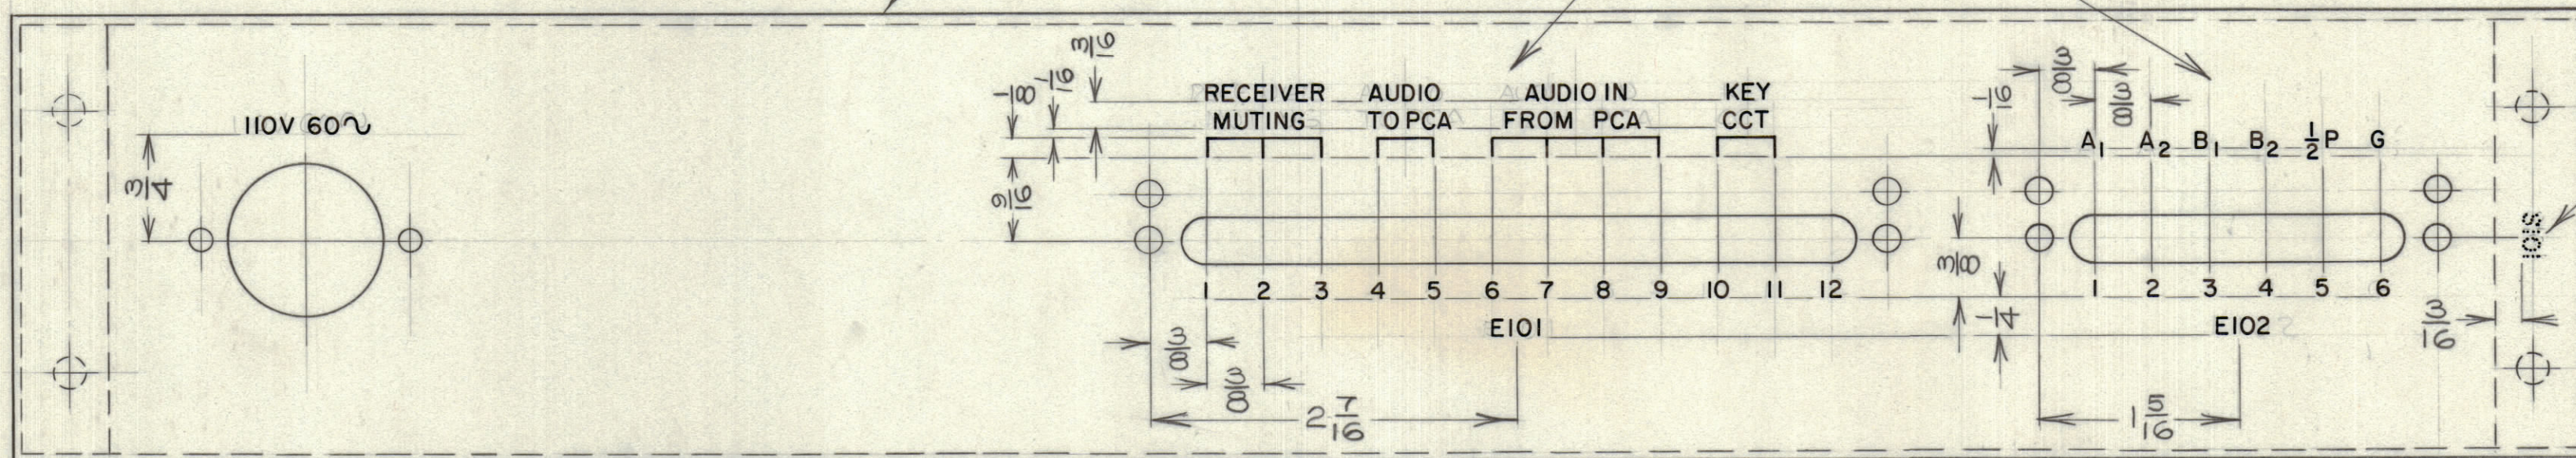 110V 60∿
3/4
3/16
1/16
1/8
9/16
RECEIVER MUTING
AUDIO TO PCA
AUDIO IN FROM PCA
KEY CCT
1 2 3 4 5 6 7 8 9 10 11 12
E101
3/8
3/8
2 7/16
3/8
3/8
1/16
A1 A2 B1 B2 1/2P G
3/8
1/4
1 2 3 4 5 6
E102
1 5/16
3/16